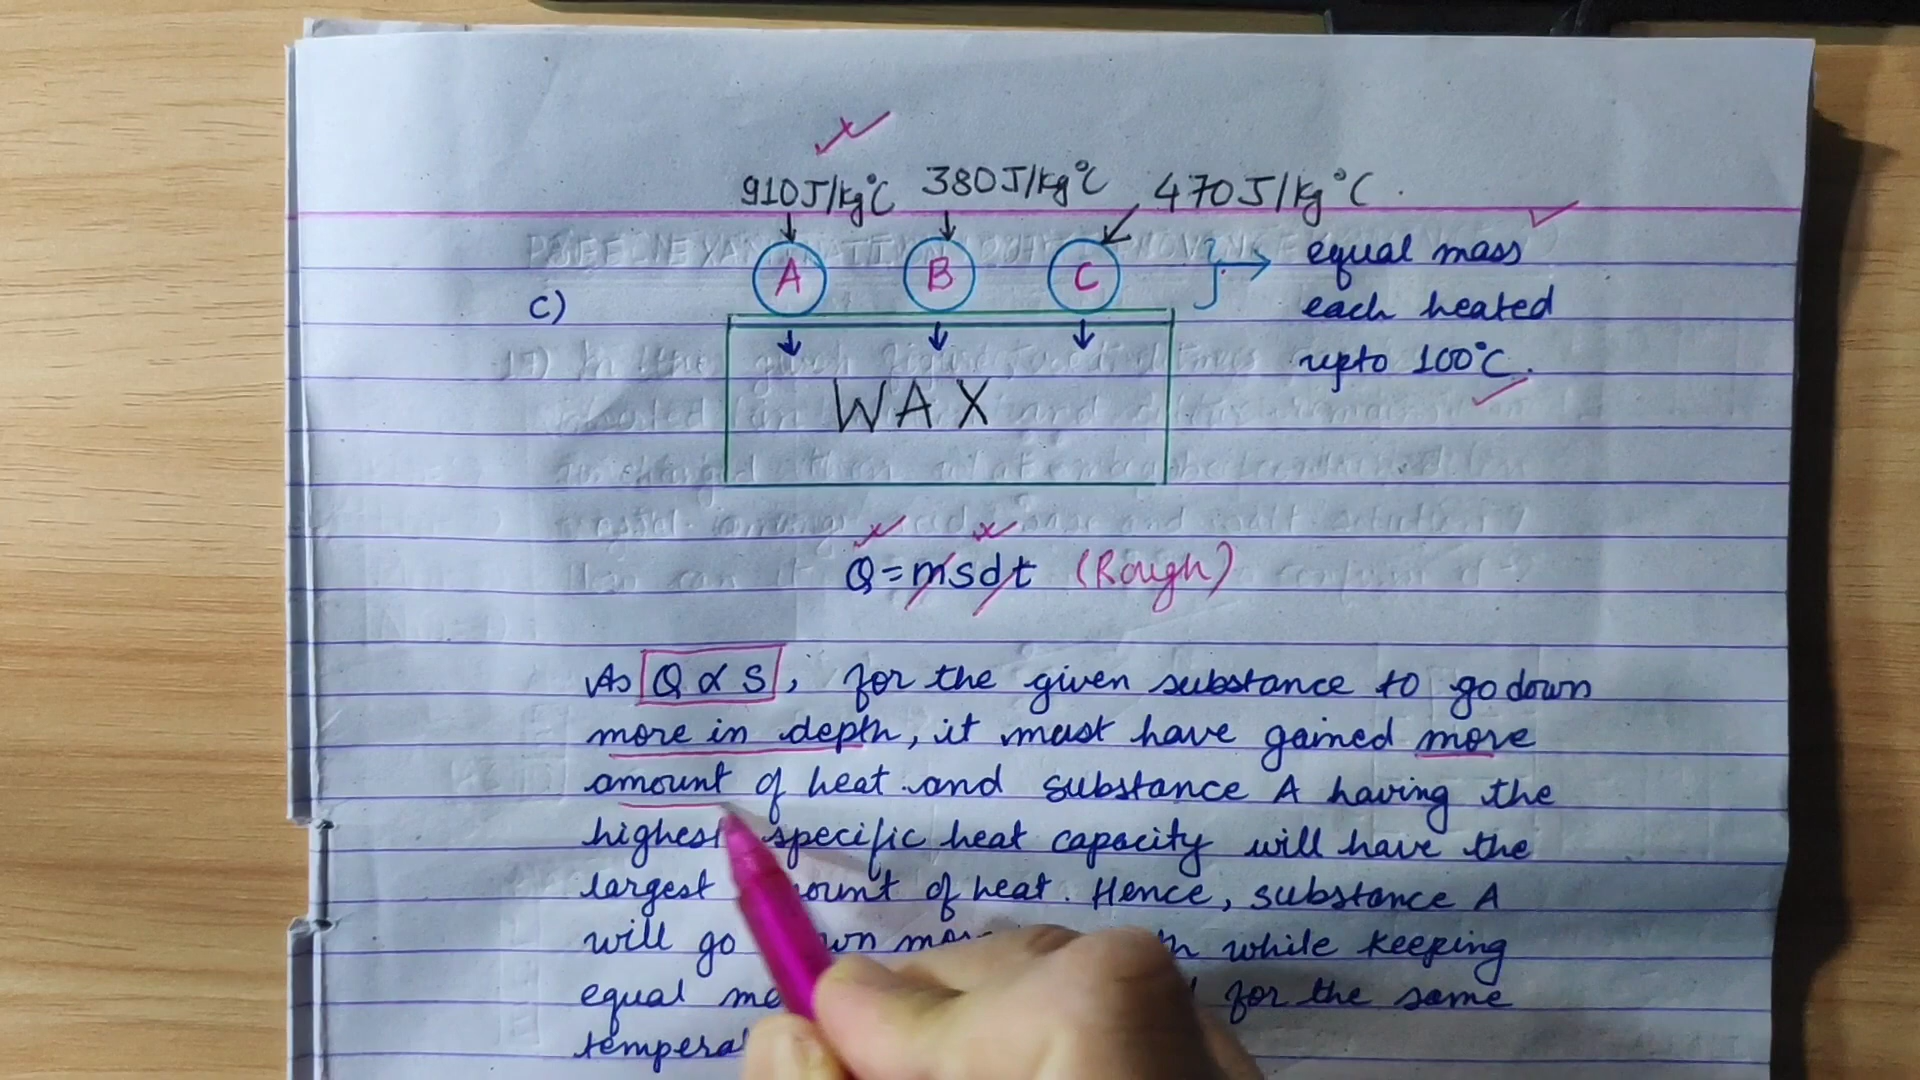 910J/kg°C 380J/kg°C 470J/kg°C.
A B C
equal mass
c)
each heated
upto 100°C.
WAX
Q=msdt (Rough)
As Q α S, for the given substance to go down
more in depth, it must have gained more
amount of heat and substance A having the
highest specific heat capacity will have the
largest of heat. Hence, substance A
will go while keeping
equal for the same